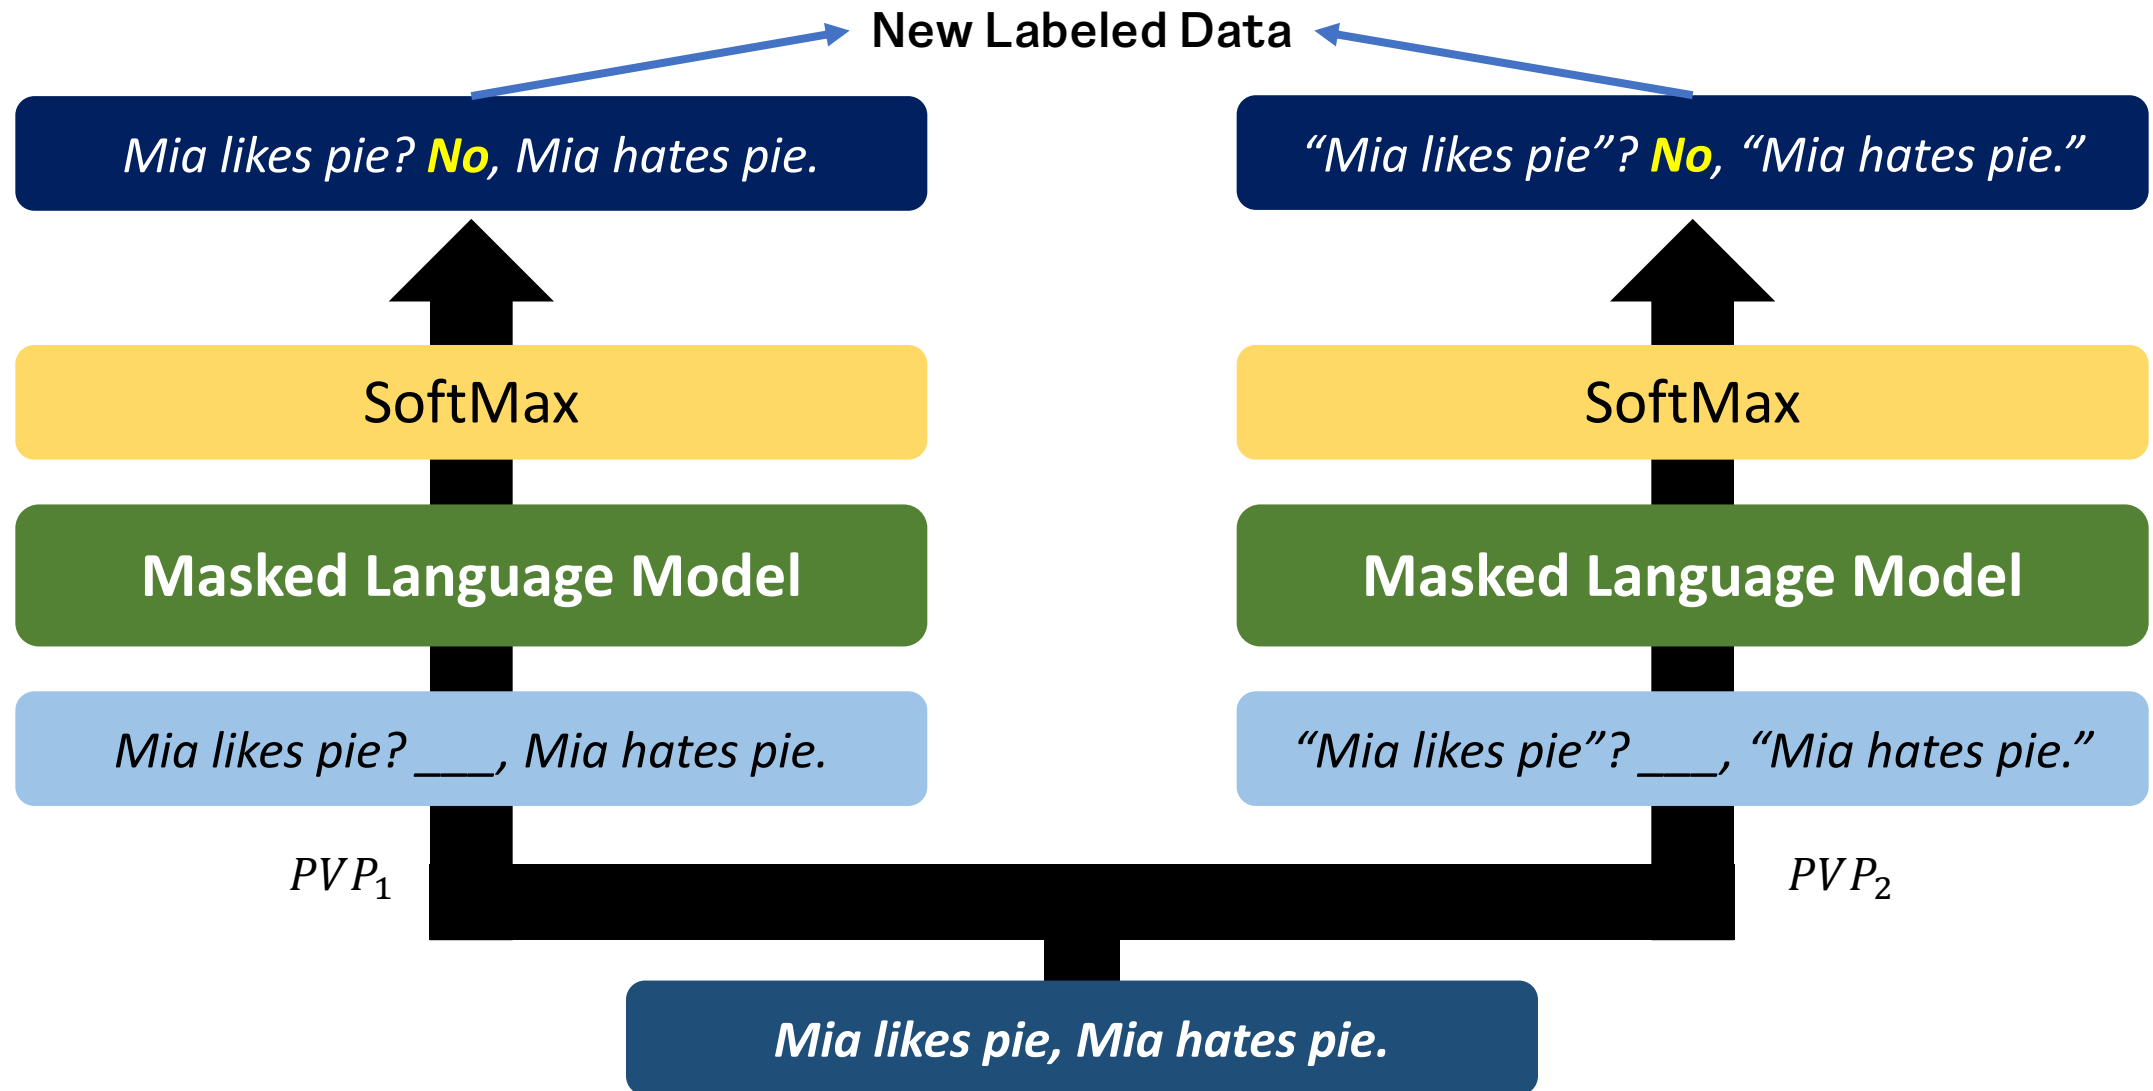 New Labeled Data
Mia likes pie? No, Mia hates pie.
“Mia likes pie”? No, “Mia hates pie.”
SoftMax
SoftMax
Masked Language Model
Masked Language Model
Mia likes pie? ___, Mia hates pie.
“Mia likes pie”? ___, “Mia hates pie.”
PVP₁
PVP₂
Mia likes pie, Mia hates pie.